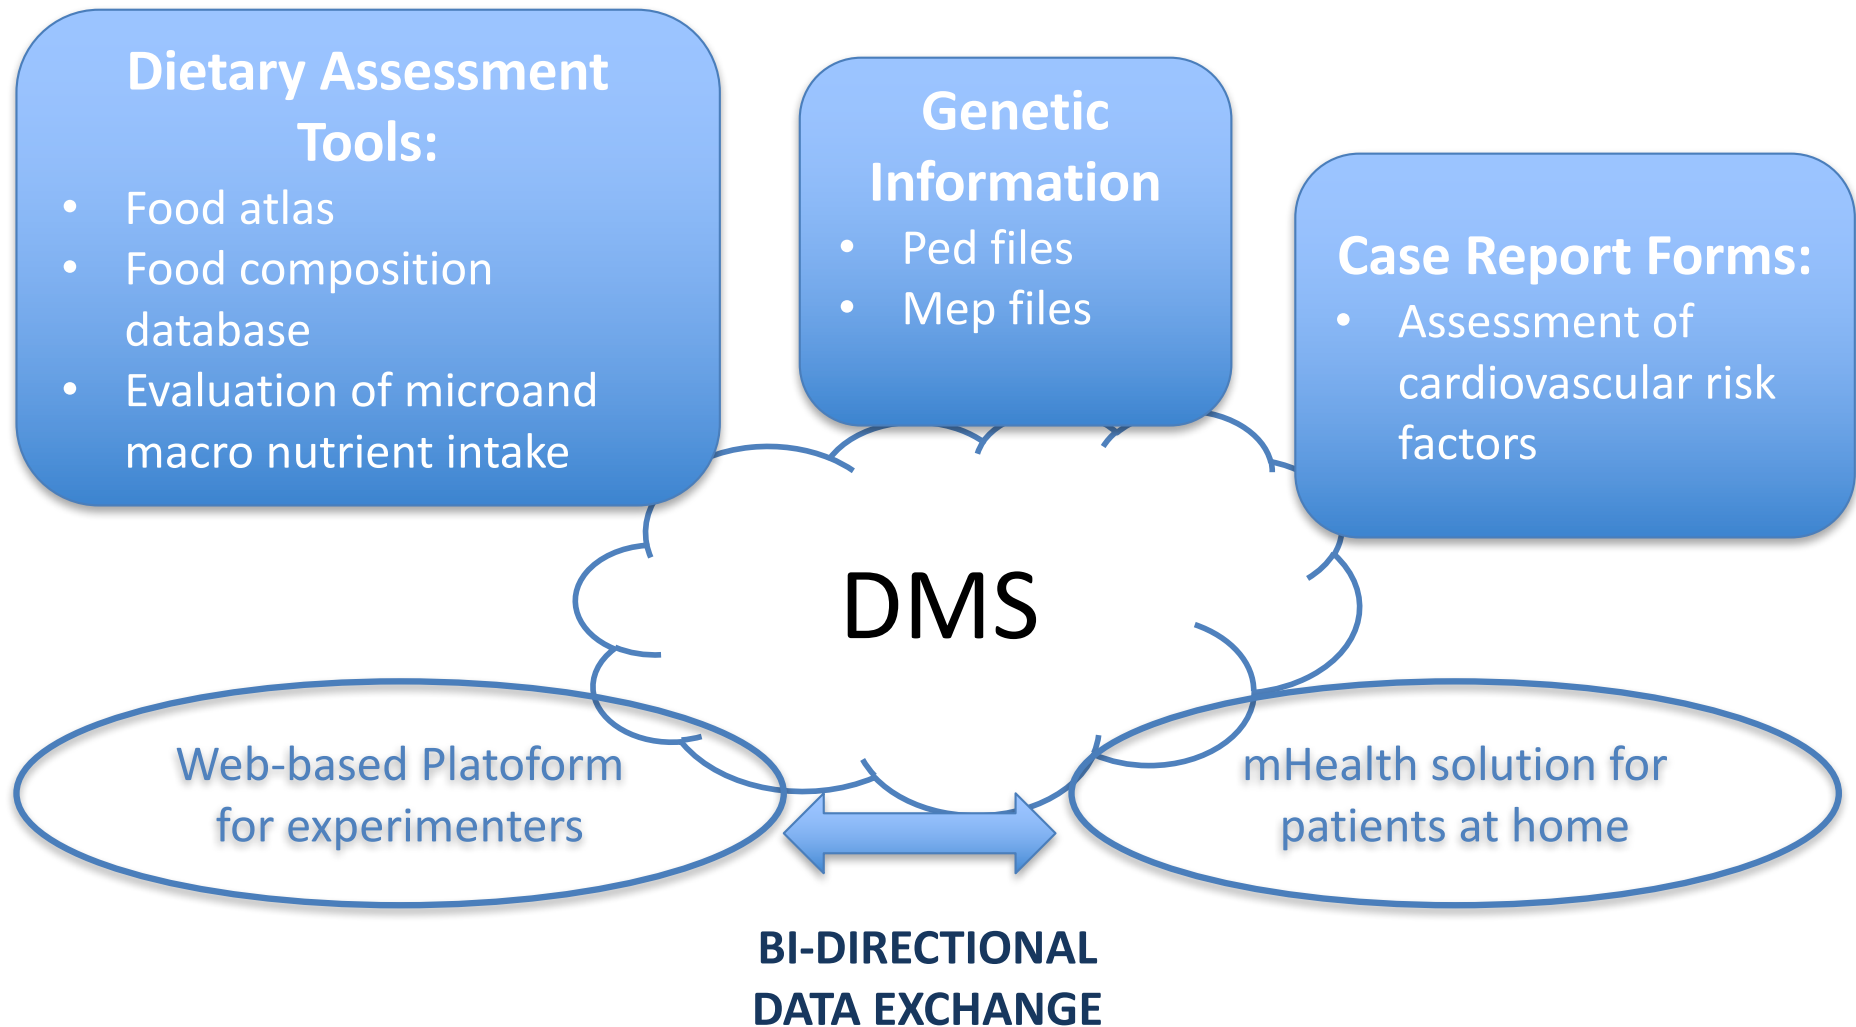 Dietary Assessment
Tools:
• Food atlas
• Food composition
database
• Evaluation of microand
macro nutrient intake
Genetic
Information
• Ped files
• Mep files
Case Report Forms:
• Assessment of
cardiovascular risk
factors
DMS
Web-based Platoform
for experimenters
mHealth solution for
patients at home
BI-DIRECTIONAL
DATA EXCHANGE